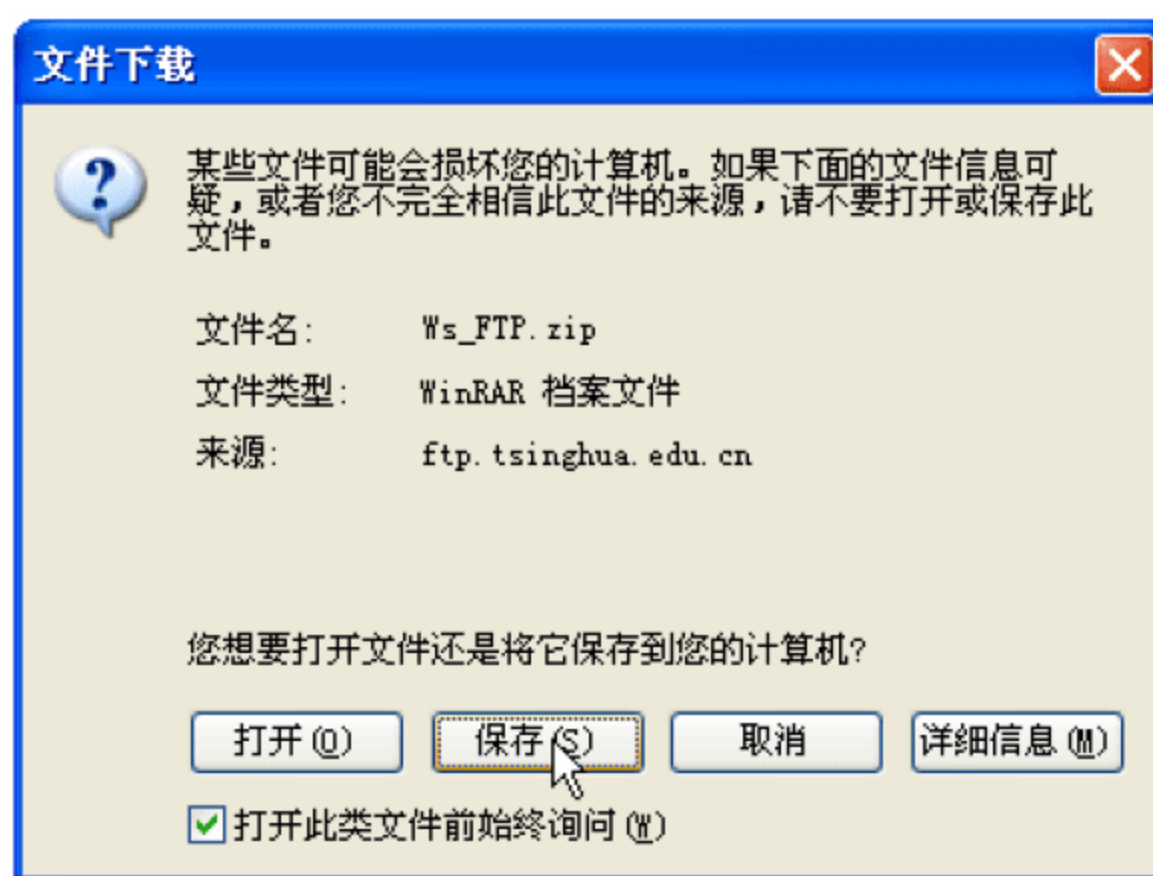 文件下载
某些文件可能会损坏您的计算机。如果下面的文件信息可
疑，或者您不完全相信此文件的来源，请不要打开或保存此
文件。
文件名: Ws_FTP.zip
文件类型: WinRAR 档案文件
来源: ftp.tsinghua.edu.cn
您想要打开文件还是将它保存到您的计算机?
打开(O) 保存(S) 取消 详细信息(M)
打开此类文件前始终询问(W)